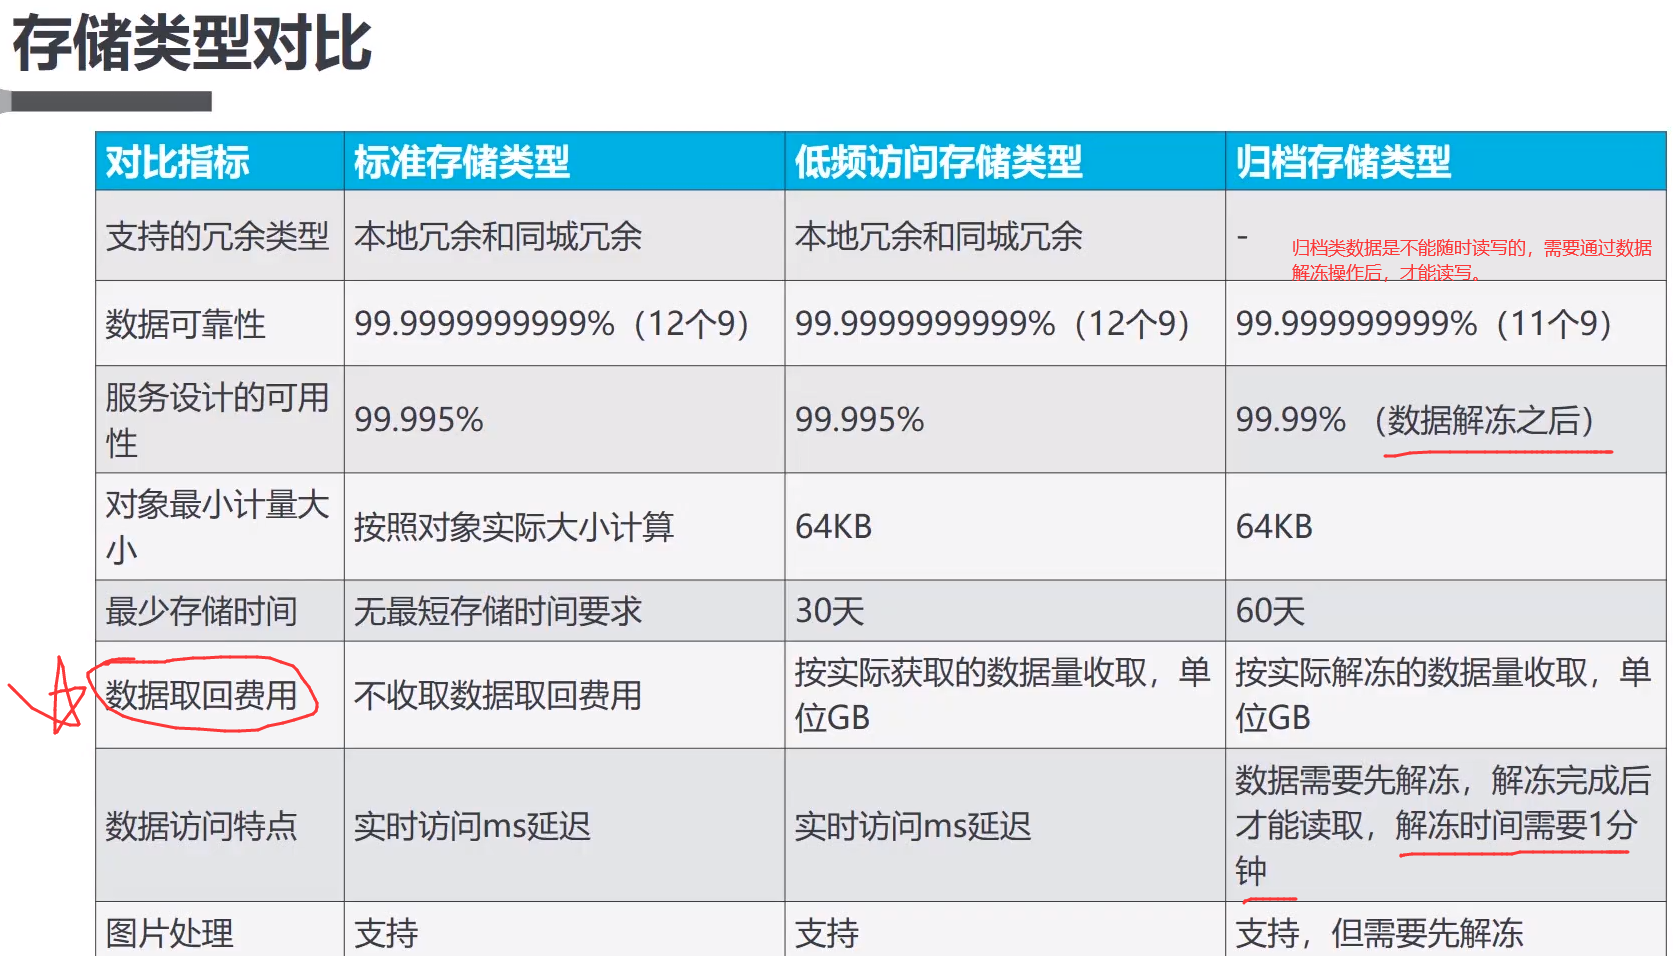 存储类型对比
对比指标 标准存储类型 低频访问存储类型 归档存储类型
支持的冗余类型 本地冗余和同城冗余 本地冗余和同城冗余 -
归档类数据是不能随时读写的，需要通过数据
解冻操作后，才能读写。
数据可靠性 99.9999999999%（12个9） 99.9999999999%（12个9） 99.999999999%（11个9）
服务设计的可用
性
99.995% 99.995% 99.99% （数据解冻之后）
对象最小计量大
小
按照对象实际大小计算 64KB 64KB
最少存储时间 无最短存储时间要求 30天 60天
数据取回费用 不收取数据取回费用
按实际获取的数据量收取，单
位GB
按实际解冻的数据量收取，单
位GB
数据访问特点 实时访问ms延迟 实时访问ms延迟
数据需要先解冻，解冻完成后
才能读取，解冻时间需要1分
钟
图片处理 支持 支持 支持，但需要先解冻